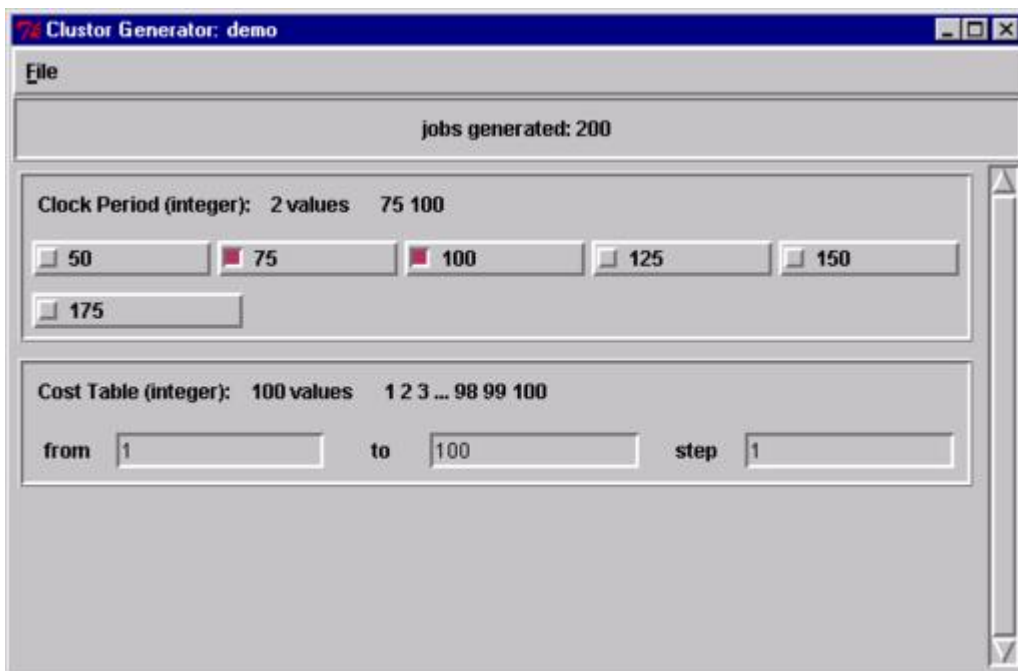 Clustor Generator: demo
File
jobs generated: 200
Clock Period (integer): 2 values 75 100
50 75 100 125 150
175
Cost Table (integer): 100 values 1 2 3 ... 98 99 100
from 1 to 100 step 1